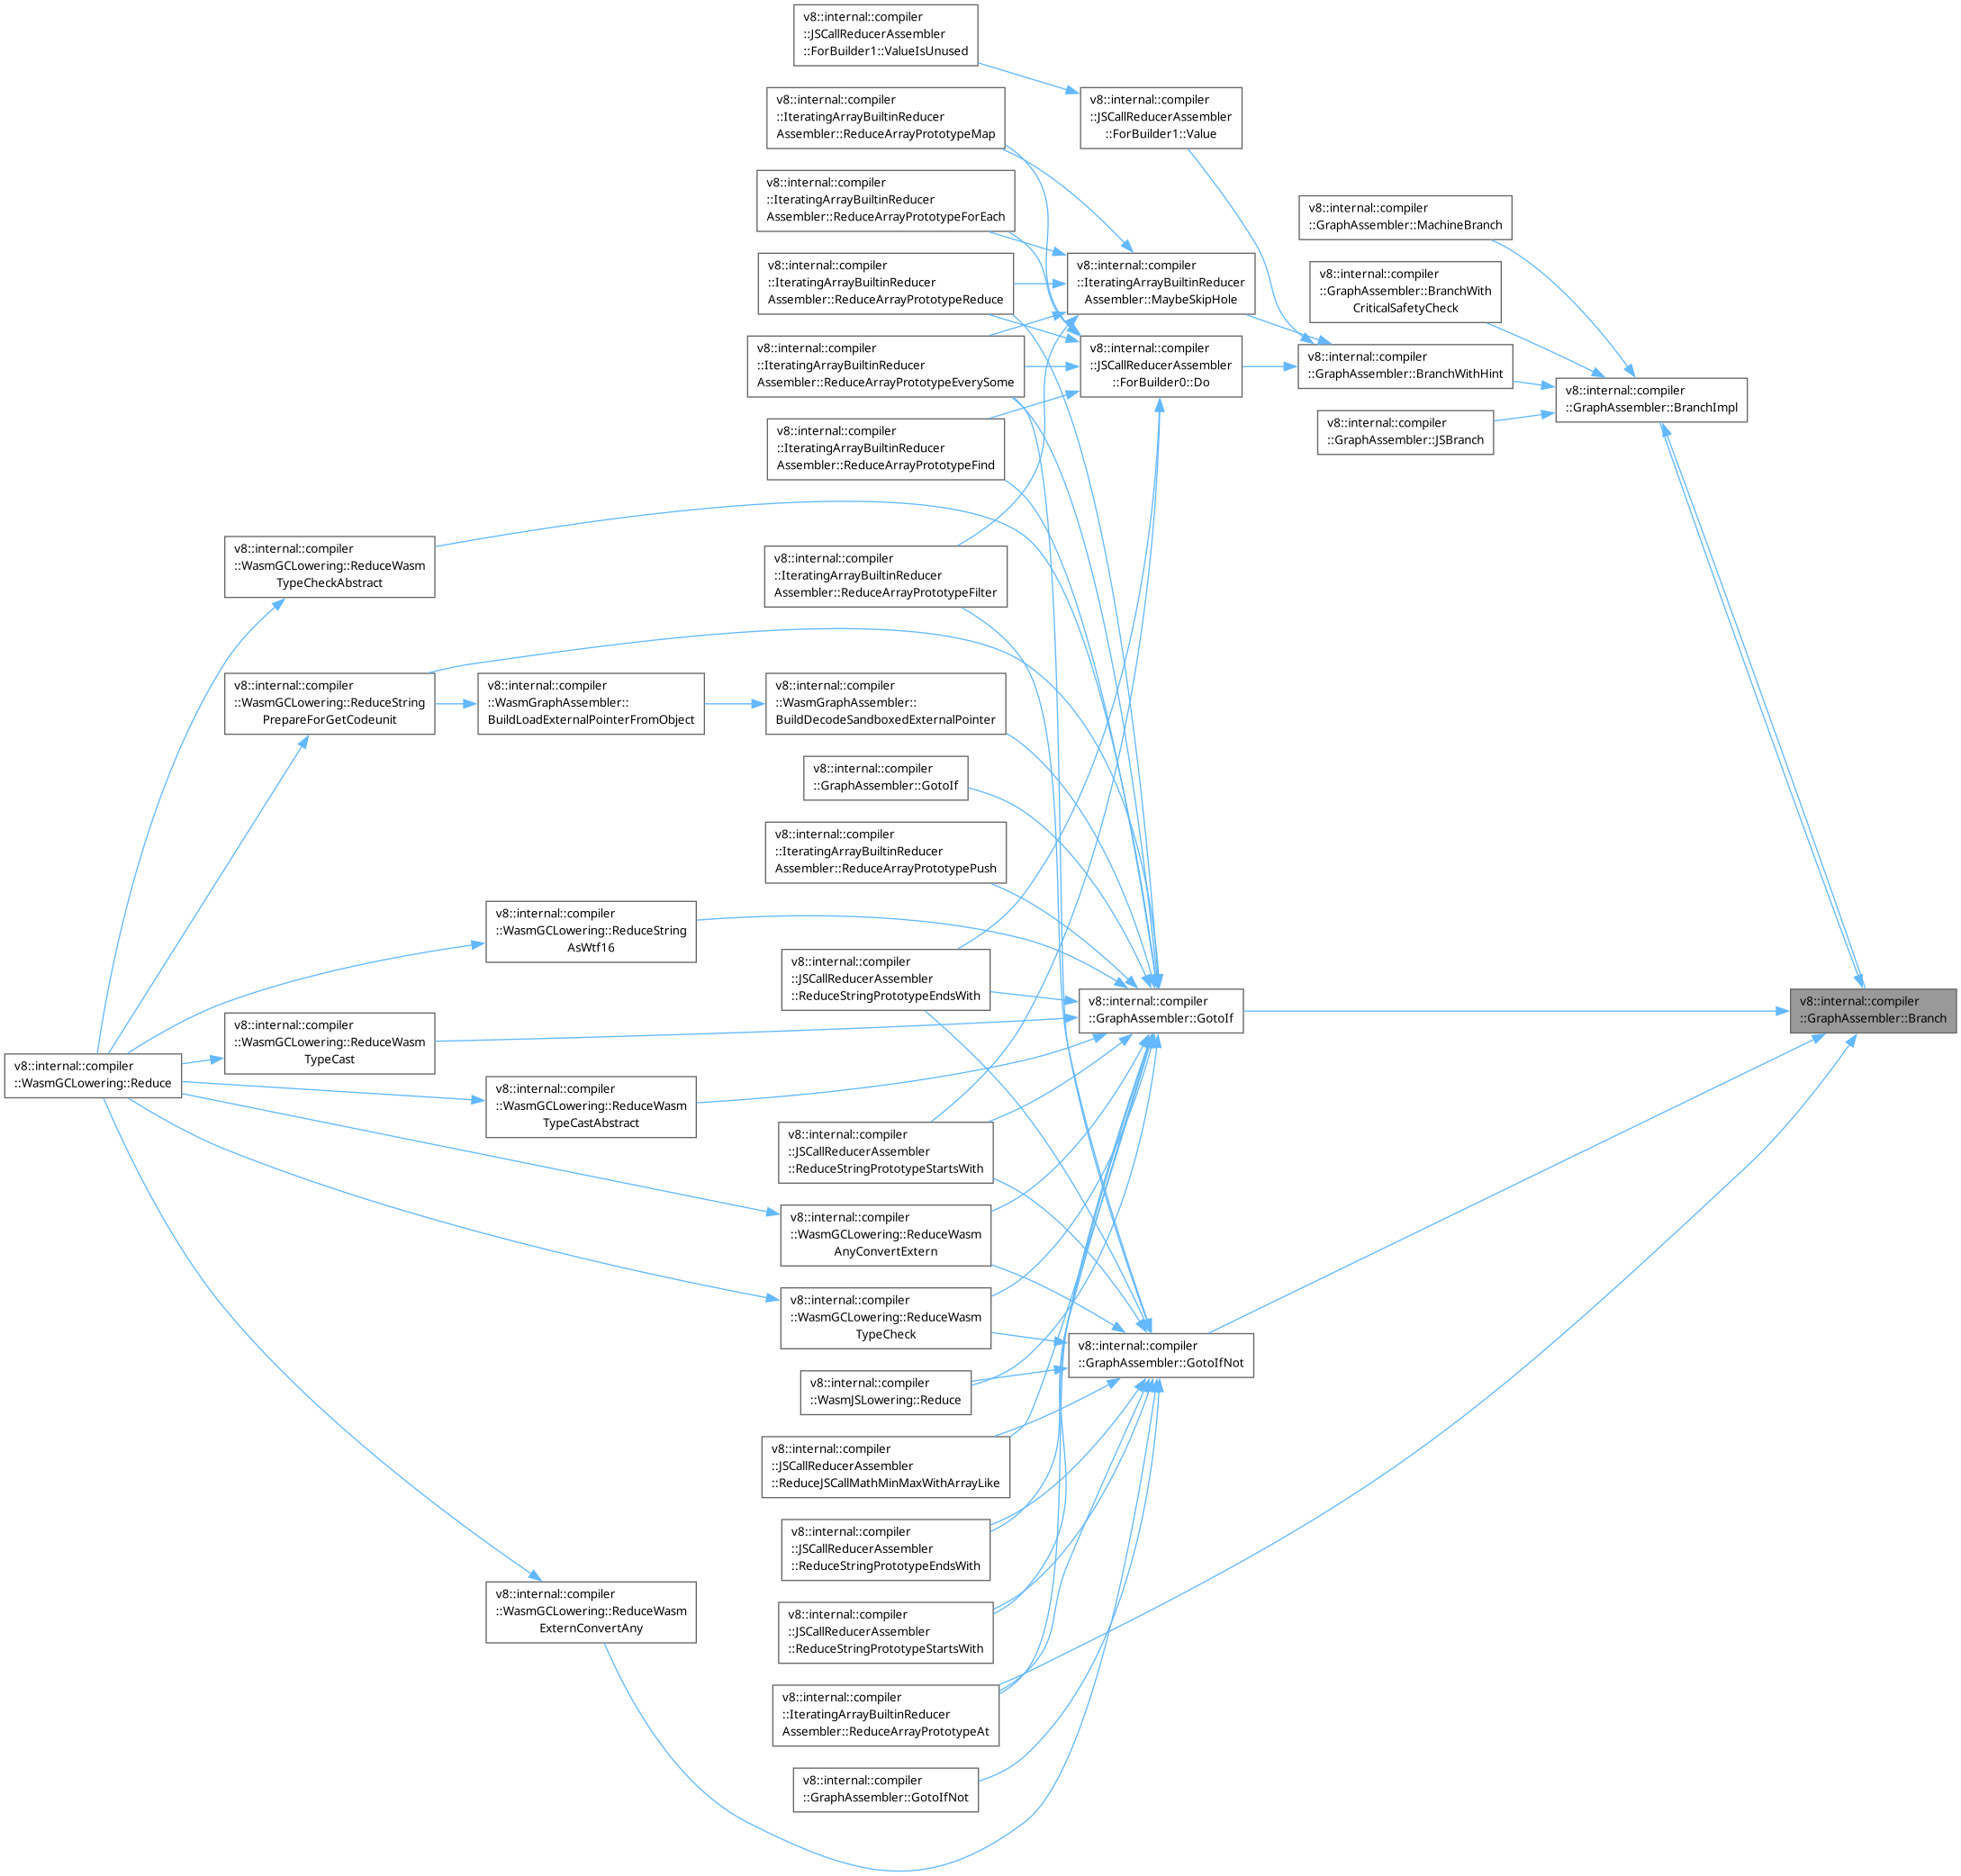 v8::internal::compiler
::JSCallReducerAssembler
::ForBuilder1::ValueIsUnused
v8::internal::compiler
::IteratingArrayBuiltinReducer
Assembler::ReduceArrayPrototypeMap
v8::internal::compiler
::JSCallReducerAssembler
::ForBuilder1::Value
v8::internal::compiler
::IteratingArrayBuiltinReducer
Assembler::ReduceArrayPrototypeForEach
v8::internal::compiler
::GraphAssembler::MachineBranch
v8::internal::compiler
::IteratingArrayBuiltinReducer
Assembler::ReduceArrayPrototypeReduce
v8::internal::compiler
::IteratingArrayBuiltinReducer
Assembler::MaybeSkipHole
v8::internal::compiler
::GraphAssembler::BranchWith
CriticalSafetyCheck
v8::internal::compiler
::IteratingArrayBuiltinReducer
Assembler::ReduceArrayPrototypeEverySome
v8::internal::compiler
::JSCallReducerAssembler
::ForBuilder0::Do
v8::internal::compiler
::GraphAssembler::BranchWithHint
v8::internal::compiler
::GraphAssembler::BranchImpl
v8::internal::compiler
::GraphAssembler::JSBranch
v8::internal::compiler
::IteratingArrayBuiltinReducer
Assembler::ReduceArrayPrototypeFind
v8::internal::compiler
::WasmGCLowering::ReduceWasm
TypeCheckAbstract
v8::internal::compiler
::IteratingArrayBuiltinReducer
Assembler::ReduceArrayPrototypeFilter
v8::internal::compiler
::WasmGCLowering::ReduceString
PrepareForGetCodeunit
v8::internal::compiler
::WasmGraphAssembler::
BuildLoadExternalPointerFromObject
v8::internal::compiler
::WasmGraphAssembler::
BuildDecodeSandboxedExternalPointer
v8::internal::compiler
::GraphAssembler::GotoIf
v8::internal::compiler
::IteratingArrayBuiltinReducer
Assembler::ReduceArrayPrototypePush
v8::internal::compiler
::WasmGCLowering::ReduceString
AsWtf16
v8::internal::compiler
::JSCallReducerAssembler
::ReduceStringPrototypeEndsWith
v8::internal::compiler
::GraphAssembler::GotoIf
v8::internal::compiler
::GraphAssembler::Branch
v8::internal::compiler
::WasmGCLowering::ReduceWasm
TypeCast
v8::internal::compiler
::WasmGCLowering::Reduce
v8::internal::compiler
::WasmGCLowering::ReduceWasm
TypeCastAbstract
v8::internal::compiler
::JSCallReducerAssembler
::ReduceStringPrototypeStartsWith
v8::internal::compiler
::WasmGCLowering::ReduceWasm
AnyConvertExtern
v8::internal::compiler
::WasmGCLowering::ReduceWasm
TypeCheck
v8::internal::compiler
::GraphAssembler::GotoIfNot
v8::internal::compiler
::WasmJSLowering::Reduce
v8::internal::compiler
::JSCallReducerAssembler
::ReduceJSCallMathMinMaxWithArrayLike
v8::internal::compiler
::JSCallReducerAssembler
::ReduceStringPrototypeEndsWith
v8::internal::compiler
::WasmGCLowering::ReduceWasm
ExternConvertAny
v8::internal::compiler
::JSCallReducerAssembler
::ReduceStringPrototypeStartsWith
v8::internal::compiler
::IteratingArrayBuiltinReducer
Assembler::ReduceArrayPrototypeAt
v8::internal::compiler
::GraphAssembler::GotoIfNot